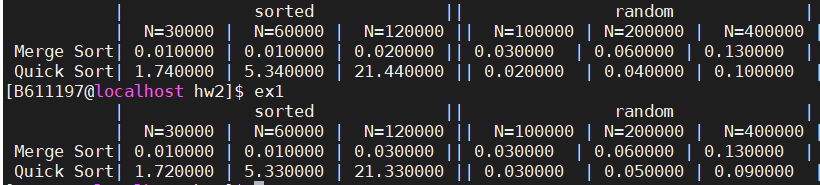 | sorted || random |
| N=30000 | N=60000 | N=120000 || N=100000 | N=200000 | N=400000 |
Merge Sort| 0.010000 | 0.010000 | 0.020000 || 0.030000 | 0.060000 | 0.130000 |
Quick Sort| 1.740000 | 5.340000 | 21.440000 || 0.020000 | 0.040000 | 0.100000 |
[B611197@localhost hw2]$ ex1
| sorted || random |
| N=30000 | N=60000 | N=120000 || N=100000 | N=200000 | N=400000 |
Merge Sort| 0.010000 | 0.010000 | 0.030000 || 0.030000 | 0.060000 | 0.130000 |
Quick Sort| 1.720000 | 5.330000 | 21.330000 || 0.030000 | 0.050000 | 0.090000 |